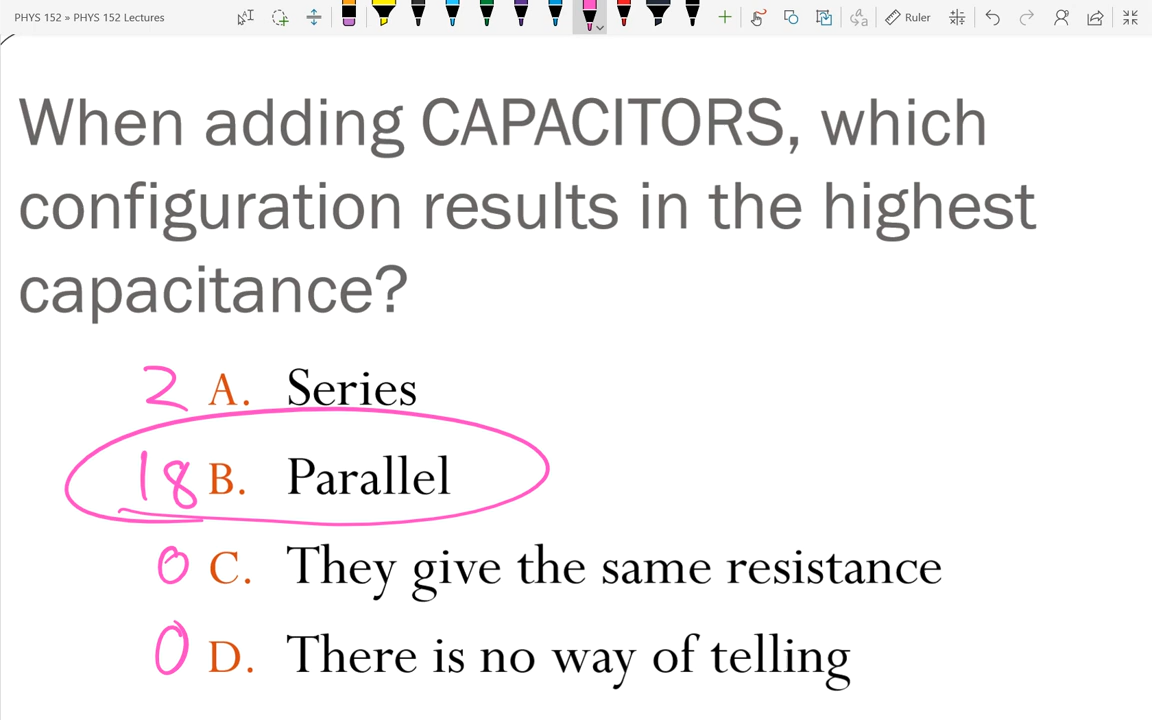 PHYS 152 » PHYS 152 Lectures
Ruler
When adding CAPACITORS, which
configuration results in the highest
capacitance?
2 A. Series
18 B. Parallel
0 C. They give the same resistance
0 D. There is no way of telling